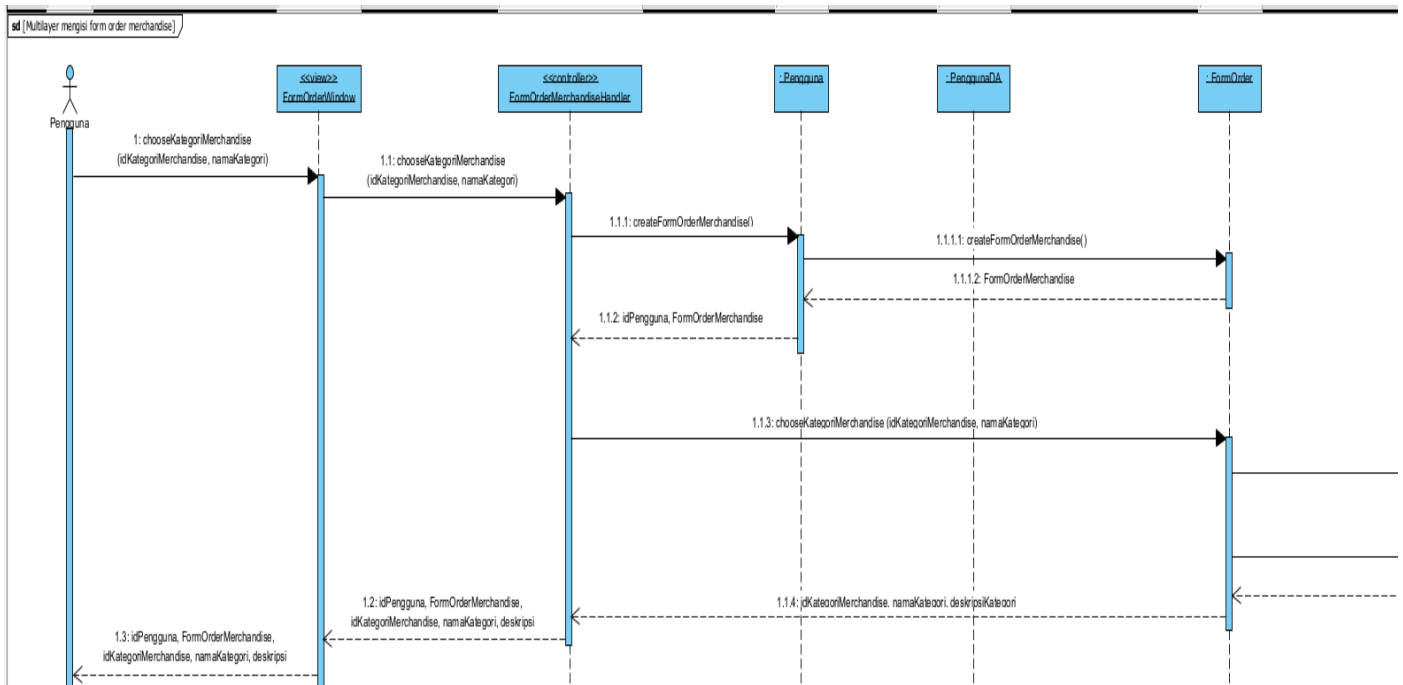 sd [Multilayer mengisi form order merchandise]
Pengguna
<<view>>
FormOrderWindow
<<controller>>
FormOrderMerchandiseHandler
: Pengguna
: PenggunaDA
: FormOrder
1: chooseKategoriMerchandise
(idKategoriMerchandise, namaKategori)
1.1: chooseKategoriMerchandise
(idKategoriMerchandise, namaKategori)
1.1.1: createFormOrderMerchandise()
1.1.1.1: createFormOrderMerchandise()
1.1.1.2: FormOrderMerchandise
1.1.2: idPengguna, FormOrderMerchandise
1.1.3: chooseKategoriMerchandise (idKategoriMerchandise, namaKategori)
1.1.4: idKategoriMerchandise, namaKategori, deskripsiKategori
1.2: idPengguna, FormOrderMerchandise,
idKategoriMerchandise, namaKategori, deskripsi
1.3: idPengguna, FormOrderMerchandise,
idKategoriMerchandise, namaKategori, deskripsi